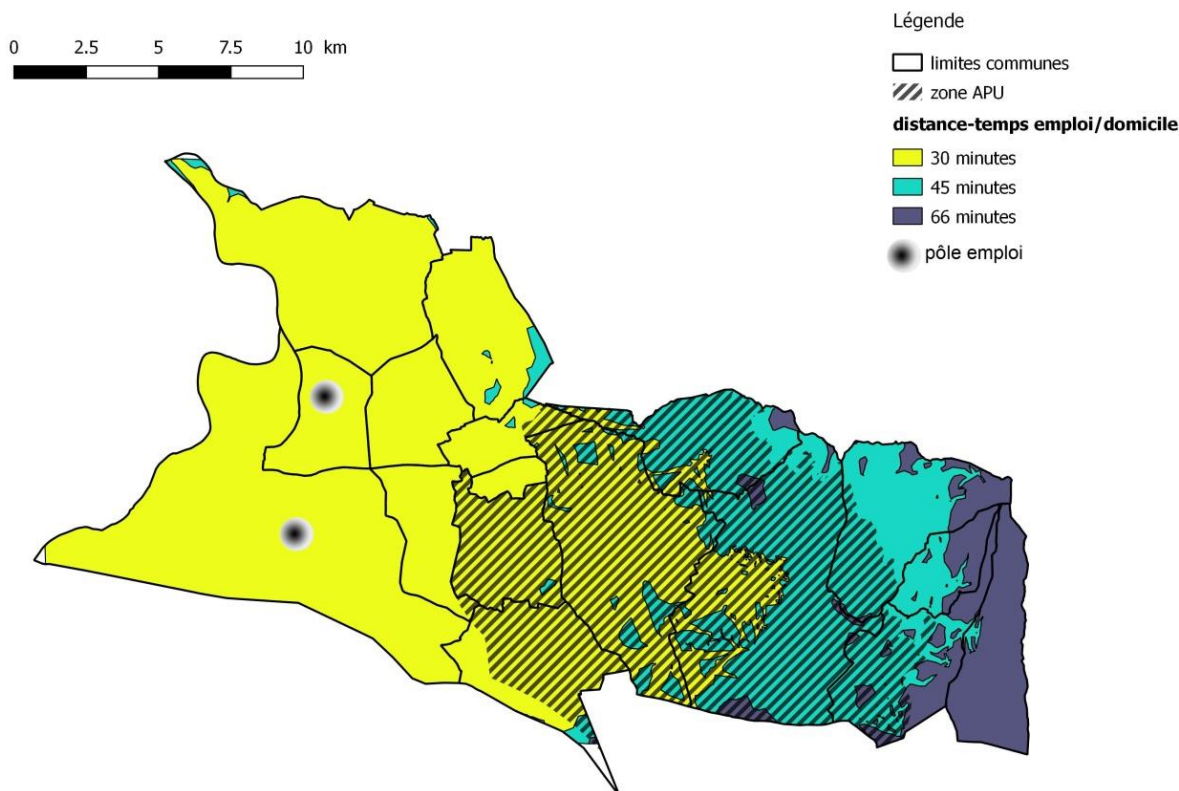 Légende
0 2.5 5 7.5 10 km
limites communes
zone APU
distance-temps emploi/domicile
30 minutes
45 minutes
66 minutes
pôle emploi